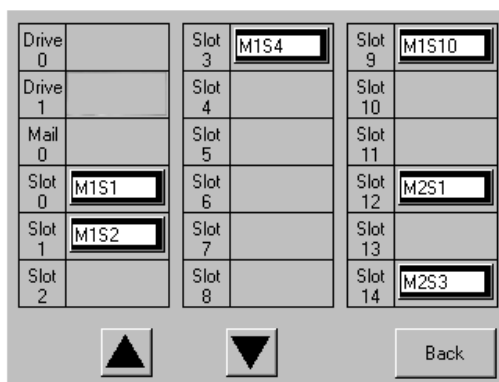 Drive
0
Drive
1
Mail
0
Slot
0
M1S1
Slot
1
M1S2
Slot
2
Slot
3
M1S4
Slot
4
Slot
5
Slot
6
Slot
7
Slot
8
Slot
9
M1S10
Slot
10
Slot
11
Slot
12
M2S1
Slot
13
Slot
14
M2S3
Back